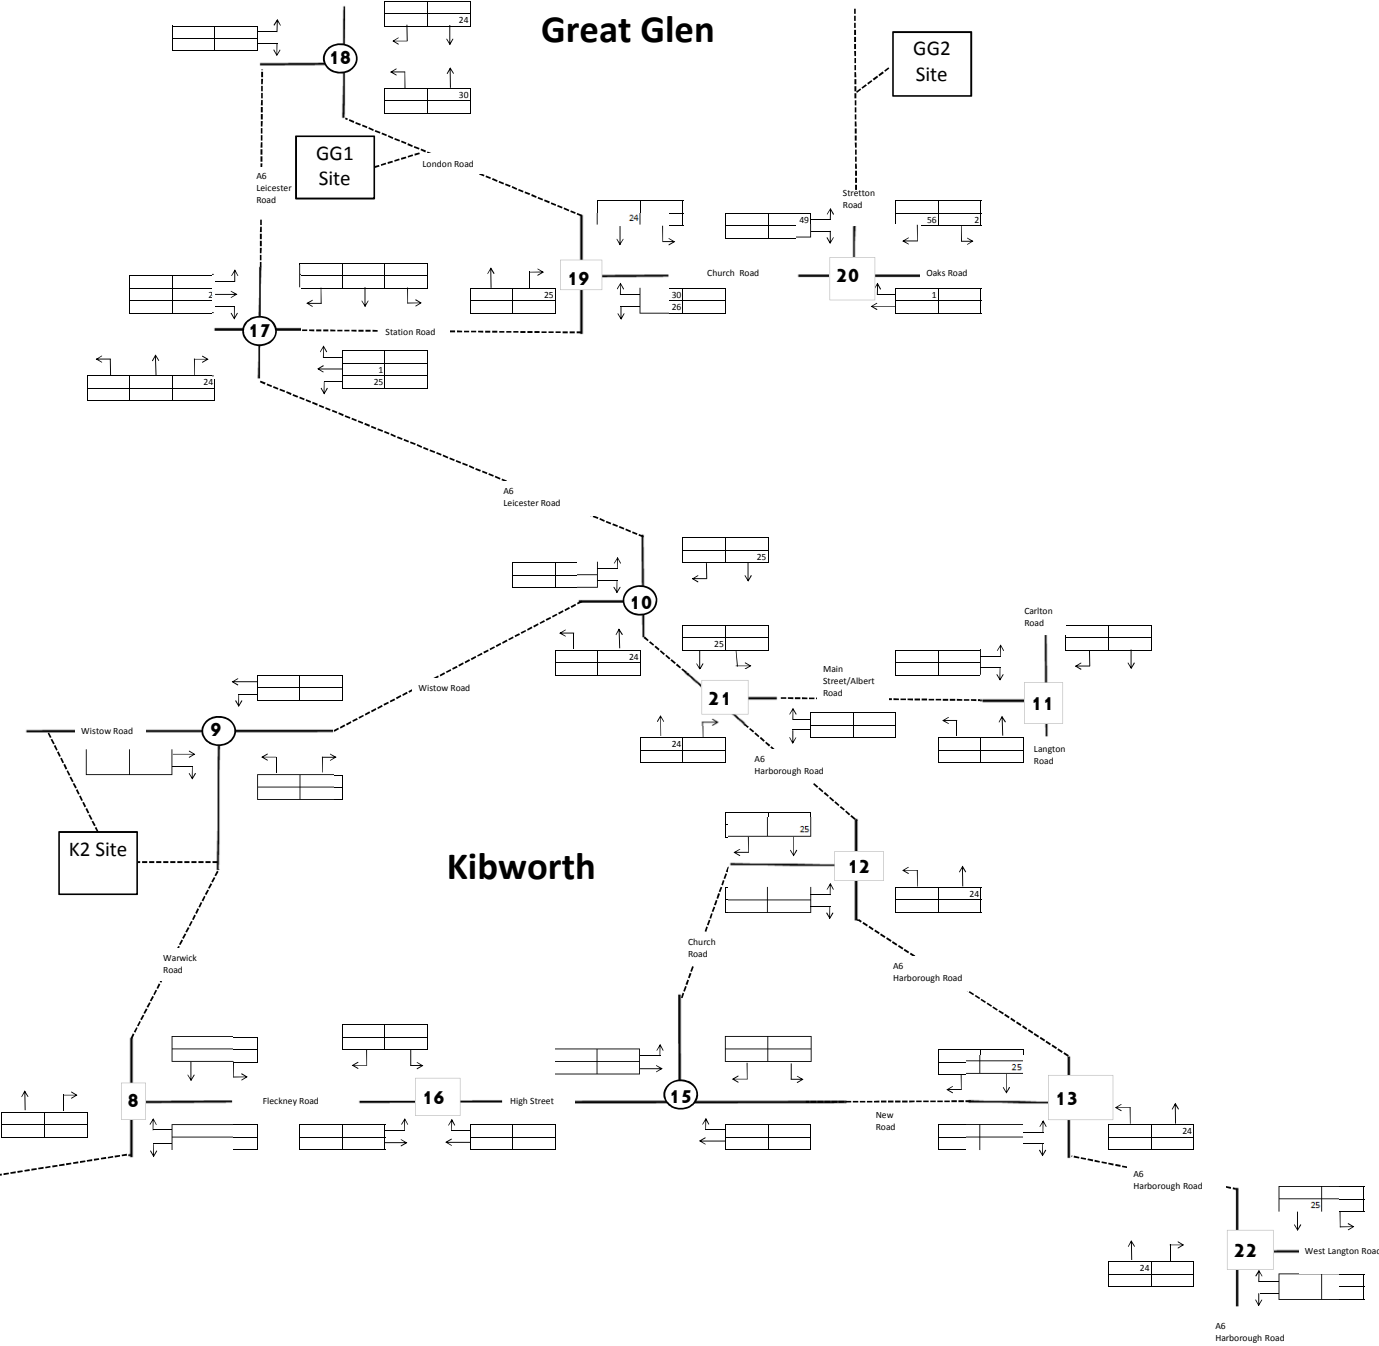 Great Glen
24
18
30
GG2
Site
GG1
Site
London Road
A6
Leicester
Road
Stretton
Road
24
49
56
2
19
Church Road
20
Oaks Road
2
25
30
26
1
17
Station Road
24
1
25
A6
Leicester Road
25
10
24
25
Carlton
Road
Main
Street/Albert
Road
Wistow Road
21
11
Wistow Road
9
24
Langton
Road
A6
Harborough Road
K2 Site
Kibworth
25
12
24
Church
Road
Warwick
Road
A6
Harborough Road
25
8
Fleckney Road
16
High Street
15
New
Road
13
24
A6
Harborough Road
25
22
West Langton Road
24
A6
Harborough Road